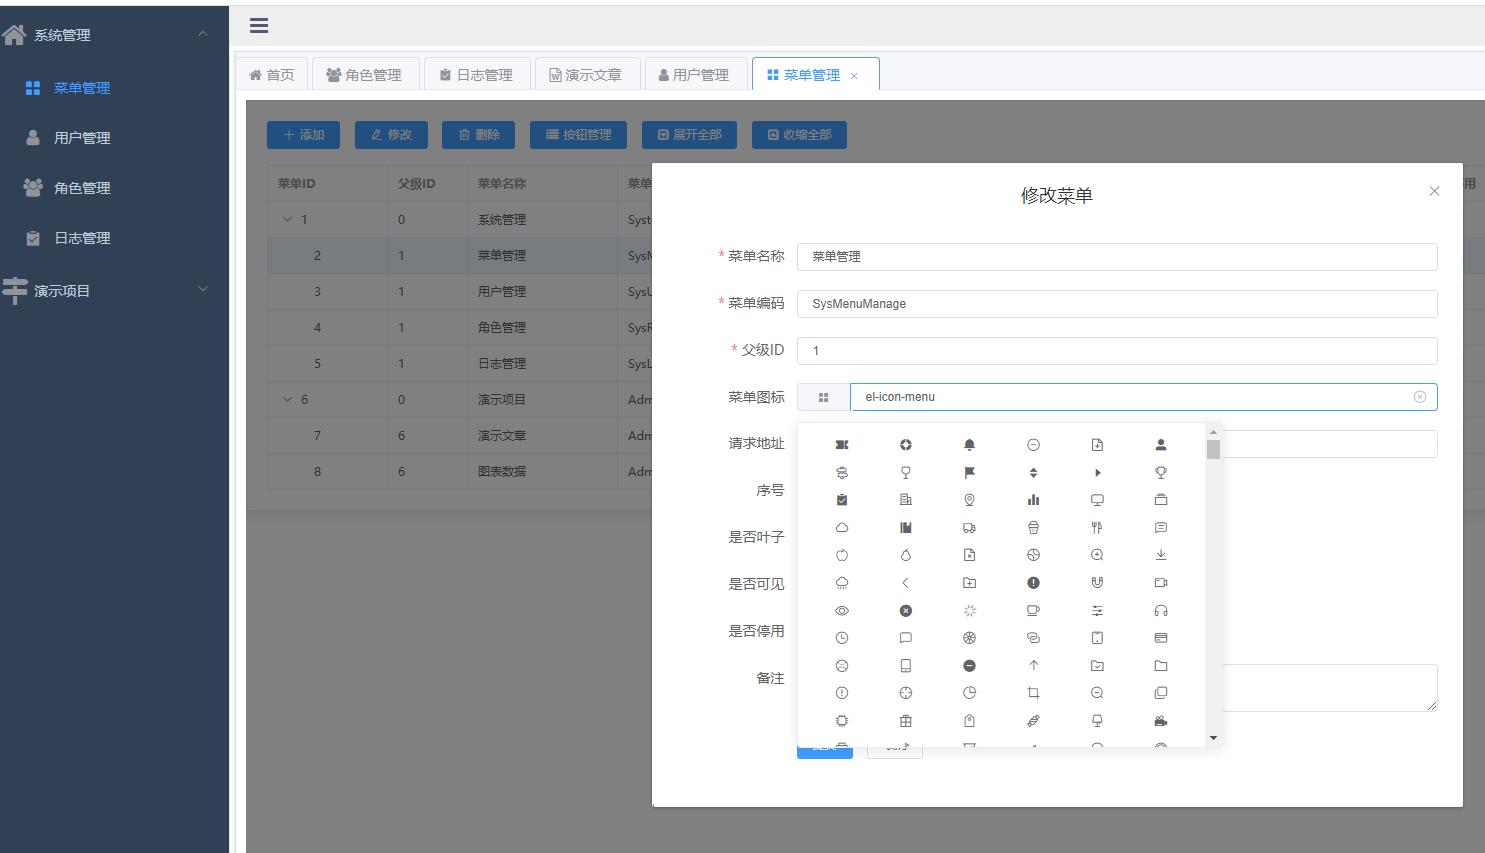 系统管理
菜单管理
用户管理
角色管理
日志管理
演示项目
首页
角色管理
日志管理
演示文章
用户管理
菜单管理
添加
修改
删除
按钮管理
展开全部
收缩全部
菜单ID 父级ID 菜单名称 菜单 用
1 0 系统管理 Syst
2 1 菜单管理 SysM
3 1 用户管理 SysU
4 1 角色管理 SysR
5 1 日志管理 SysL
6 0 演示项目 Adm
7 6 演示文章 Adm
8 6 图表数据 Adm
修改菜单
* 菜单名称 菜单管理
* 菜单编码 SysMenuManage
* 父级ID 1
菜单图标 el-icon-menu
请求地址
序号
是否叶子
是否可见
是否停用
备注